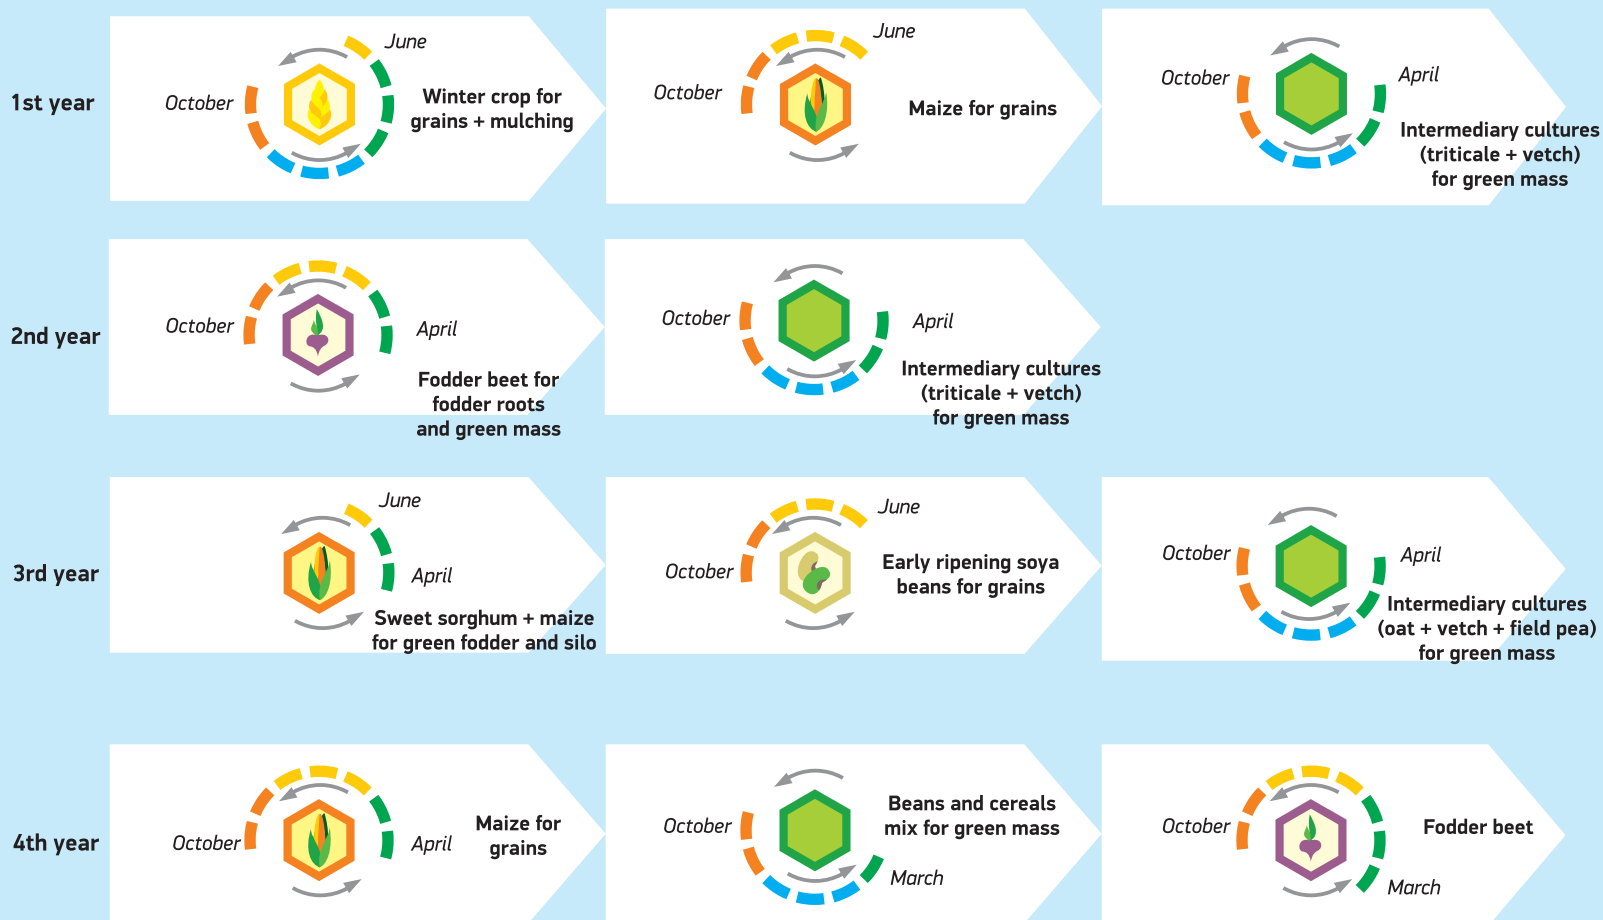 1st year
October
June
Winter crop for
grains + mulching
October
June
Maize for grains
October
April
Intermediary cultures
(triticale + vetch)
for green mass
2nd year
October
April
Fodder beet for
fodder roots
and green mass
October
April
Intermediary cultures
(triticale + vetch)
for green mass
3rd year
June
April
Sweet sorghum + maize
for green fodder and silo
October
June
Early ripening soya
beans for grains
October
April
Intermediary cultures
(oat + vetch + field pea)
for green mass
4th year
October
April
Maize for
grains
October
March
Beans and cereals
mix for green mass
October
March
Fodder beet